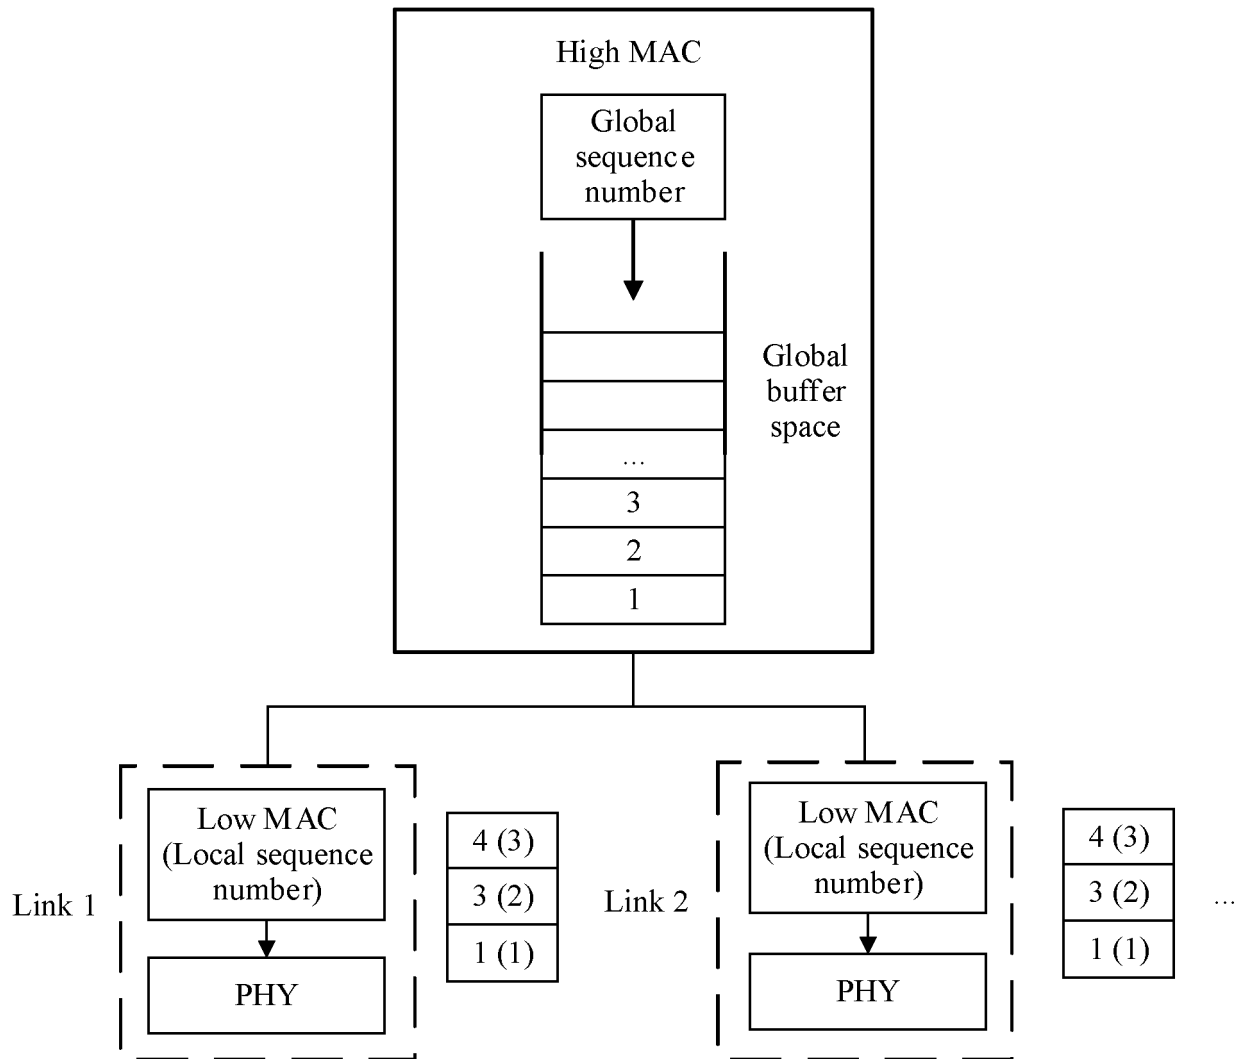 High MAC
Global
sequence
number
Global
buffer
space
...
3
2
1
Link 1
Low MAC
(Local sequence
number)
PHY
4 (3)
3 (2)
1 (1)
Link 2
Low MAC
(Local sequence
number)
PHY
4 (3)
3 (2)
1 (1)
...